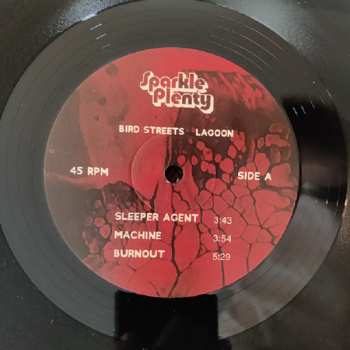 Sparkle
Plenty
BIRD STREETS LAGOON
45 RPM
SIDE A
SLEEPER AGENT 3:43
MACHINE 3:54
BURNOUT 5:29